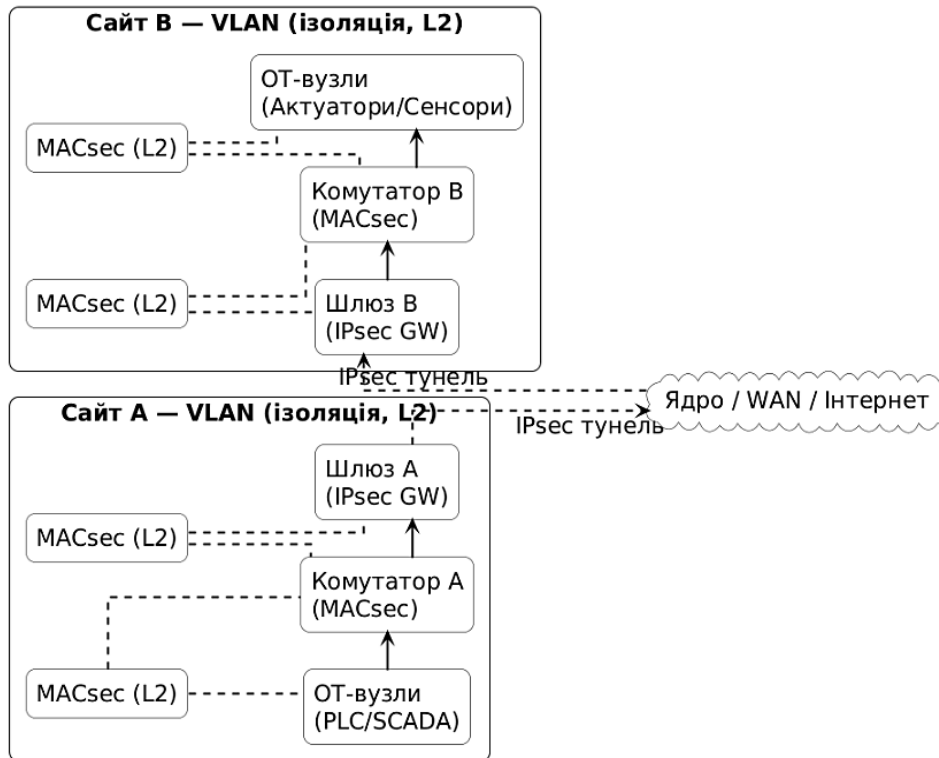 Сайт B — VLAN (ізоляція, L2)
ОТ-вузли
(Актуатори/Сенсори)
MACsec (L2)
Комутатор B
(MACsec)
MACsec (L2)
Шлюз B
(IPsec GW)
IPsec тунель
Ядро / WAN / Інтернет
Сайт A — VLAN (ізоляція, L2)
IPsec тунель
Шлюз A
(IPsec GW)
MACsec (L2)
Комутатор A
(MACsec)
MACsec (L2)
ОТ-вузли
(PLC/SCADA)